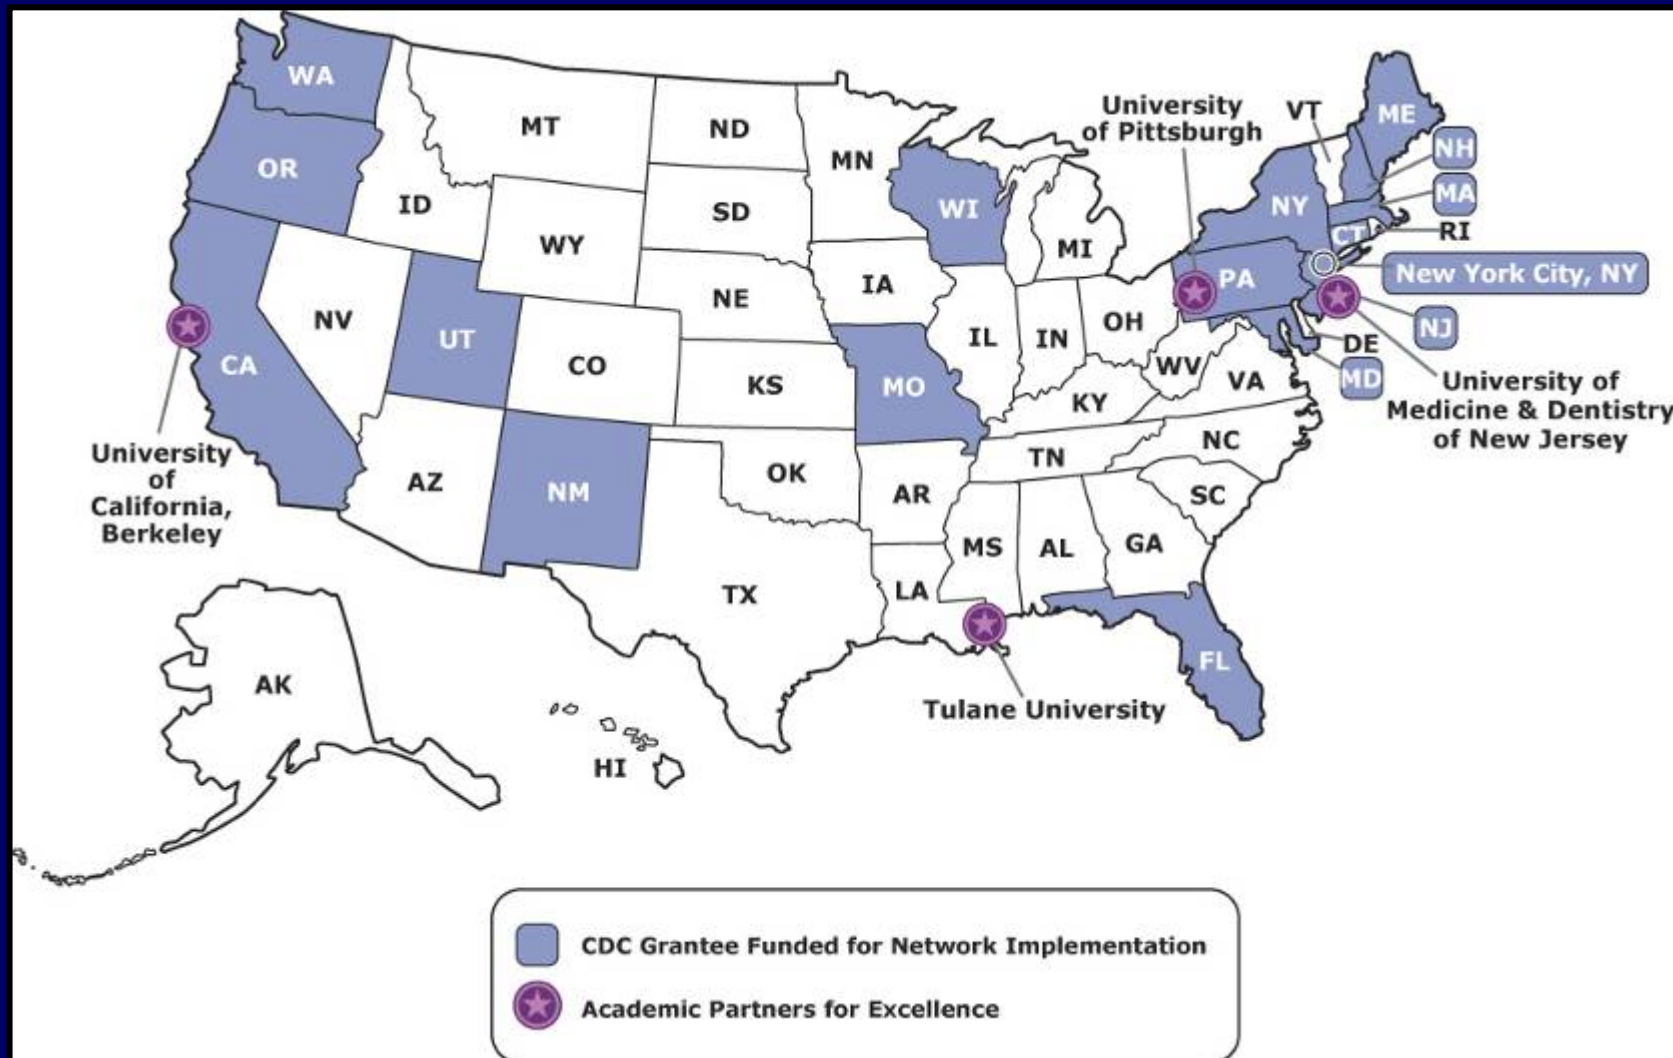 WA
MT
ND
MN
University
of Pittsburgh
VT
ME
NH
OR
ID
SD
WI
NY
MA
WY
MI
CT
RI
New York City, NY
NV
UT
NE
IA
PA
CA
CO
KS
MO
IL
IN
OH
NJ
DE
WV
VA
MD
KY
University of
Medicine & Dentistry
of New Jersey
University
of
California,
Berkeley
AZ
NM
OK
AR
TN
NC
SC
TX
LA
MS
AL
GA
FL
Tulane University
AK
HI
CDC Grantee Funded for Network Implementation
Academic Partners for Excellence